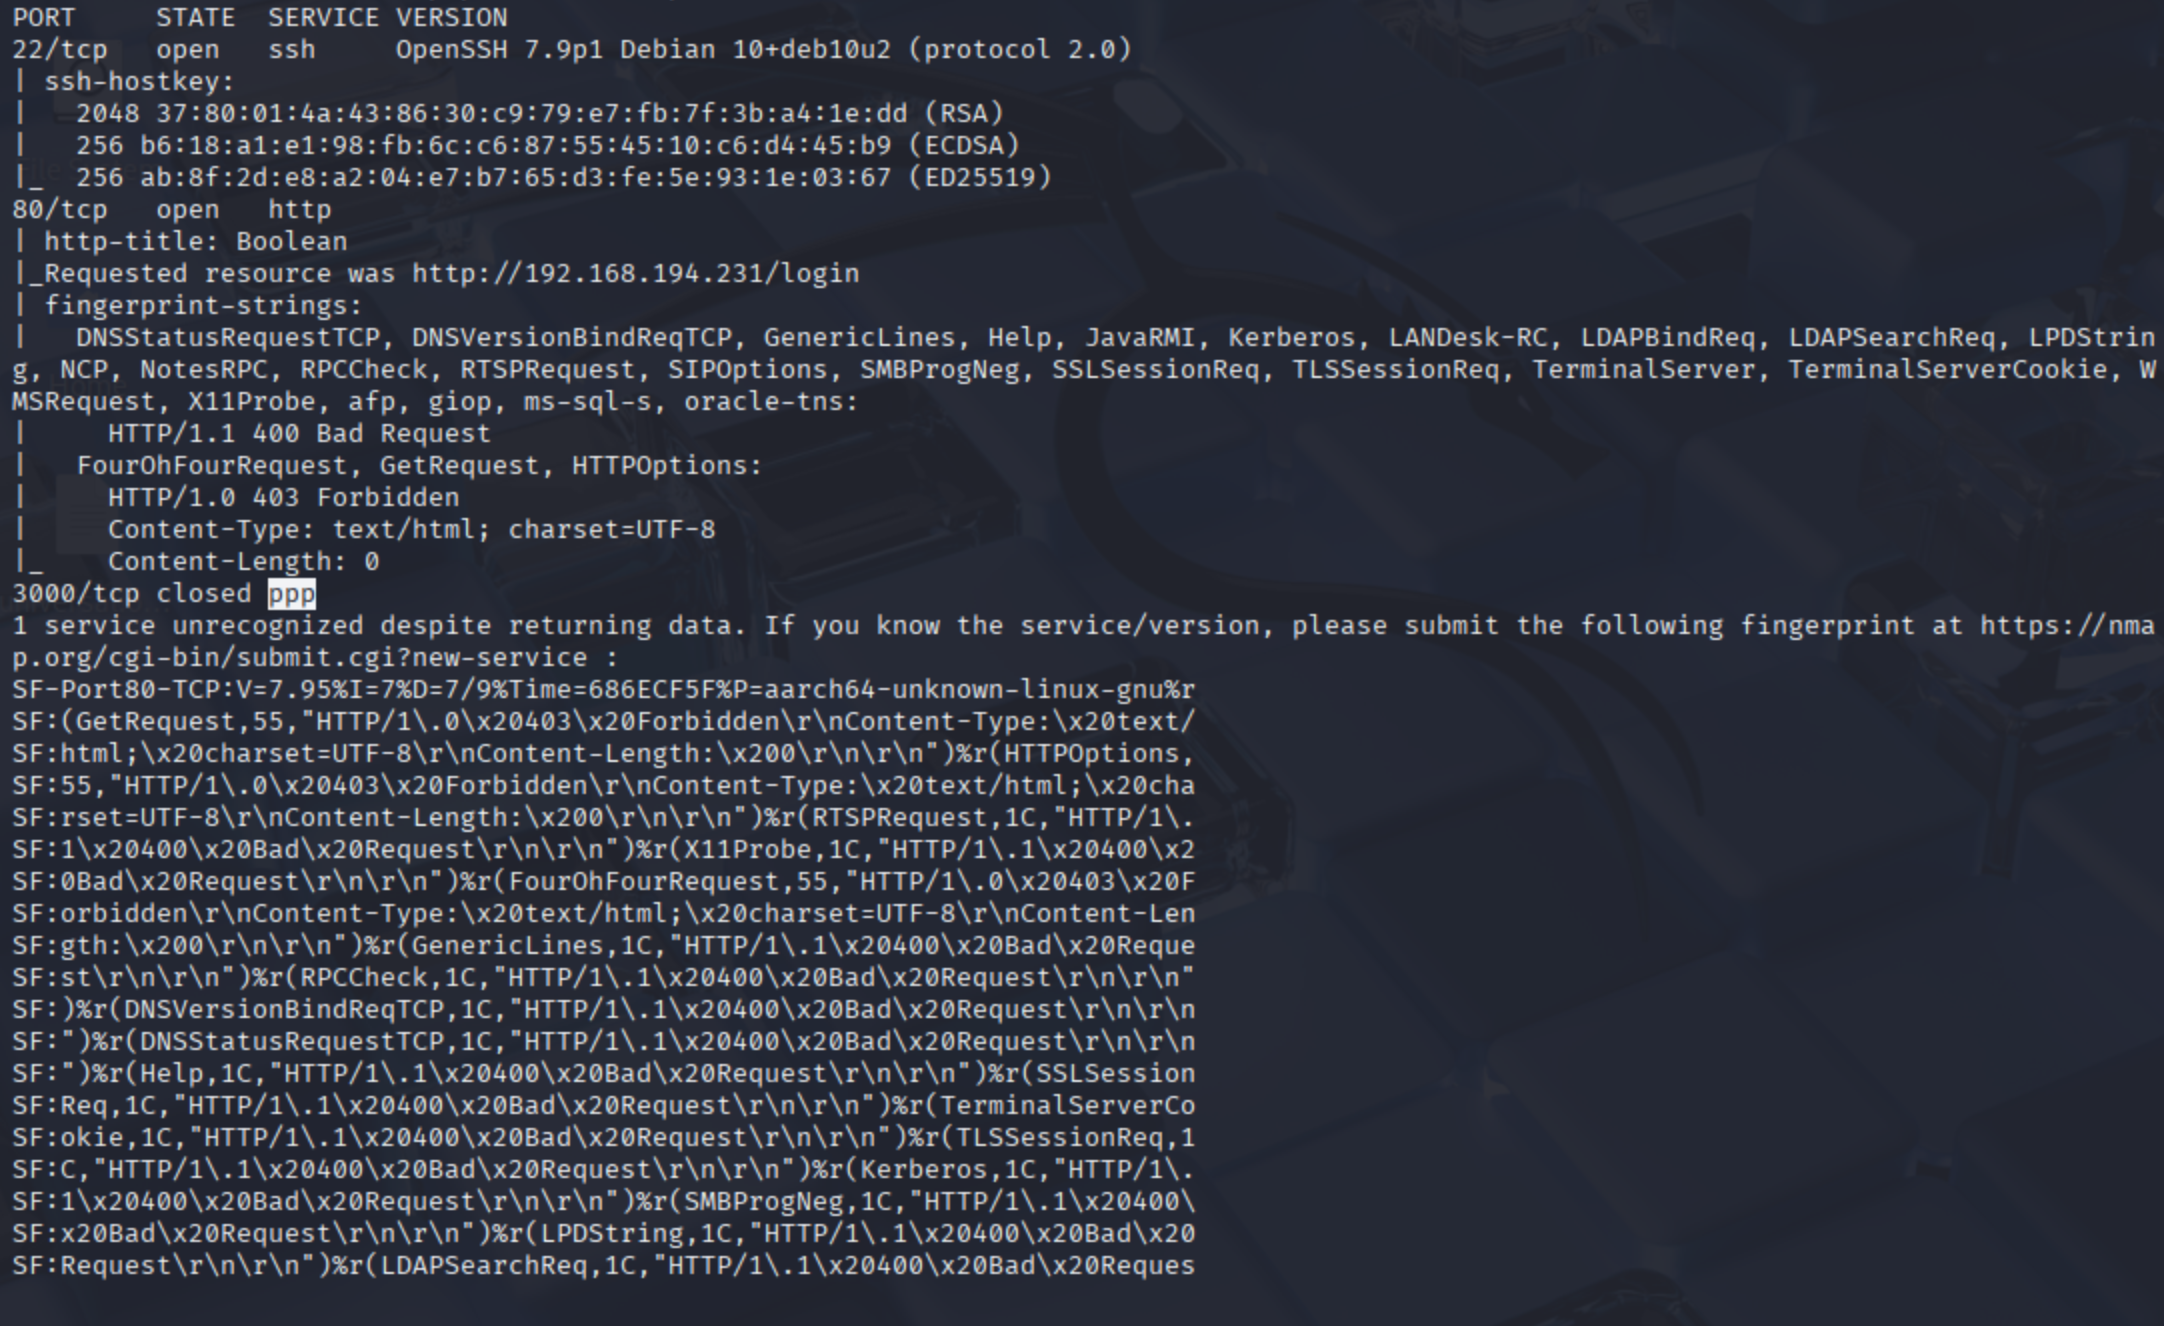 PORT     STATE  SERVICE VERSION
22/tcp   open   ssh     OpenSSH 7.9p1 Debian 10+deb10u2 (protocol 2.0)
| ssh-hostkey:
|   2048 37:80:01:4a:43:86:30:c9:79:e7:fb:7f:3b:a4:1e:dd (RSA)
|   256 b6:18:a1:e1:98:fb:6c:c6:87:55:45:10:c6:d4:45:b9 (ECDSA)
|_  256 ab:8f:2d:e8:a2:04:e7:b7:65:d3:fe:5e:93:1e:03:67 (ED25519)
80/tcp   open   http
| http-title: Boolean
|_Requested resource was http://192.168.194.231/login
| fingerprint-strings:
|   DNSStatusRequestTCP, DNSVersionBindReqTCP, GenericLines, Help, JavaRMI, Kerberos, LANDesk-RC, LDAPBindReq, LDAPSearchReq, LPDStrin
g, NCP, NotesRPC, RPCCheck, RTSPRequest, SIPOptions, SMBProgNeg, SSLSessionReq, TLSSessionReq, TerminalServer, TerminalServerCookie, W
MSRequest, X11Probe, afp, giop, ms-sql-s, oracle-tns:
|     HTTP/1.1 400 Bad Request
|   FourOhFourRequest, GetRequest, HTTPOptions:
|     HTTP/1.0 403 Forbidden
|     Content-Type: text/html; charset=UTF-8
|_    Content-Length: 0
3000/tcp closed ppp
1 service unrecognized despite returning data. If you know the service/version, please submit the following fingerprint at https://nma
p.org/cgi-bin/submit.cgi?new-service :
SF-Port80-TCP:V=7.95%I=7%D=7/9%Time=686ECF5F%P=aarch64-unknown-linux-gnu%r
SF:(GetRequest,55,"HTTP/1\.0\x20403\x20Forbidden\r\nContent-Type:\x20text/
SF:html;\x20charset=UTF-8\r\nContent-Length:\x200\r\n\r\n")%r(HTTPOptions,
SF:55,"HTTP/1\.0\x20403\x20Forbidden\r\nContent-Type:\x20text/html;\x20cha
SF:rset=UTF-8\r\nContent-Length:\x200\r\n\r\n")%r(RTSPRequest,1C,"HTTP/1\.
SF:1\x20400\x20Bad\x20Request\r\n\r\n")%r(X11Probe,1C,"HTTP/1\.1\x20400\x2
SF:0Bad\x20Request\r\n\r\n")%r(FourOhFourRequest,55,"HTTP/1\.0\x20403\x20F
SF:orbidden\r\nContent-Type:\x20text/html;\x20charset=UTF-8\r\nContent-Len
SF:gth:\x200\r\n\r\n")%r(GenericLines,1C,"HTTP/1\.1\x20400\x20Bad\x20Reque
SF:st\r\n\r\n")%r(RPCCheck,1C,"HTTP/1\.1\x20400\x20Bad\x20Request\r\n\r\n"
SF:)%r(DNSVersionBindReqTCP,1C,"HTTP/1\.1\x20400\x20Bad\x20Request\r\n\r\n
SF:")%r(DNSStatusRequestTCP,1C,"HTTP/1\.1\x20400\x20Bad\x20Request\r\n\r\n
SF:")%r(Help,1C,"HTTP/1\.1\x20400\x20Bad\x20Request\r\n\r\n")%r(SSLSession
SF:Req,1C,"HTTP/1\.1\x20400\x20Bad\x20Request\r\n\r\n")%r(TerminalServerCo
SF:okie,1C,"HTTP/1\.1\x20400\x20Bad\x20Request\r\n\r\n")%r(TLSSessionReq,1
SF:C,"HTTP/1\.1\x20400\x20Bad\x20Request\r\n\r\n")%r(Kerberos,1C,"HTTP/1\.
SF:1\x20400\x20Bad\x20Request\r\n\r\n")%r(SMBProgNeg,1C,"HTTP/1\.1\x20400\
SF:x20Bad\x20Request\r\n\r\n")%r(LPDString,1C,"HTTP/1\.1\x20400\x20Bad\x20
SF:Request\r\n\r\n")%r(LDAPSearchReq,1C,"HTTP/1\.1\x20400\x20Bad\x20Reques